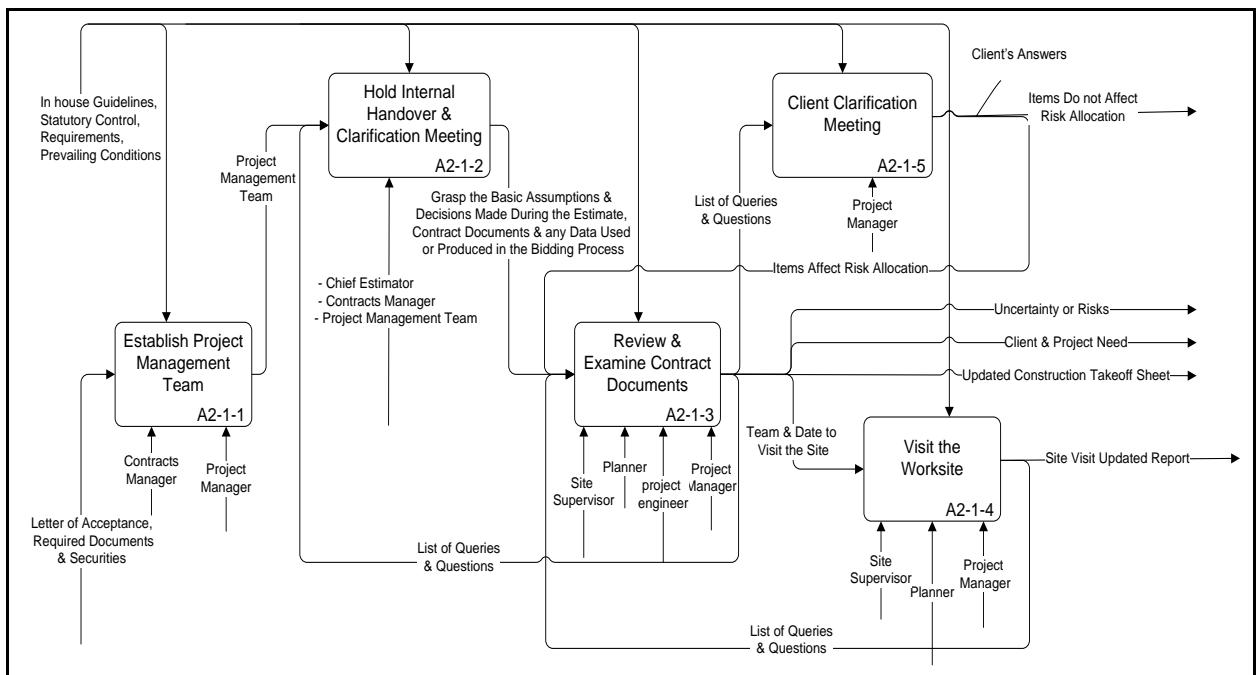 In house Guidelines,
Statutory Control,
Requirements,
Prevailing Conditions
Project
Management
Team
Hold Internal
Handover &
Clarification Meeting
A2-1-2
Client Clarification
Meeting
A2-1-5
Client's Answers
Items Do not Affect
Risk Allocation
Grasp the Basic Assumptions &
Decisions Made During the Estimate,
Contract Documents & any Data Used
or Produced in the Bidding Process
List of Queries
& Questions
Project
Manager
Items Affect Risk Allocation
- Chief Estimator
- Contracts Manager
- Project Management Team
Establish Project
Management
Team
A2-1-1
Contracts
Manager
Project
Manager
Letter of Acceptance,
Required Documents
& Securities
Review &
Examine Contract
Documents
A2-1-3
Uncertainty or Risks
Client & Project Need
Updated Construction Takeoff Sheet
Site
Supervisor
Planner
project
engineer
Project
Manager
Team & Date to
Visit the Site
Visit the
Worksite
A2-1-4
Site Visit Updated Report
List of Queries
& Questions
Site
Supervisor
Planner
Project
Manager
List of Queries
& Questions